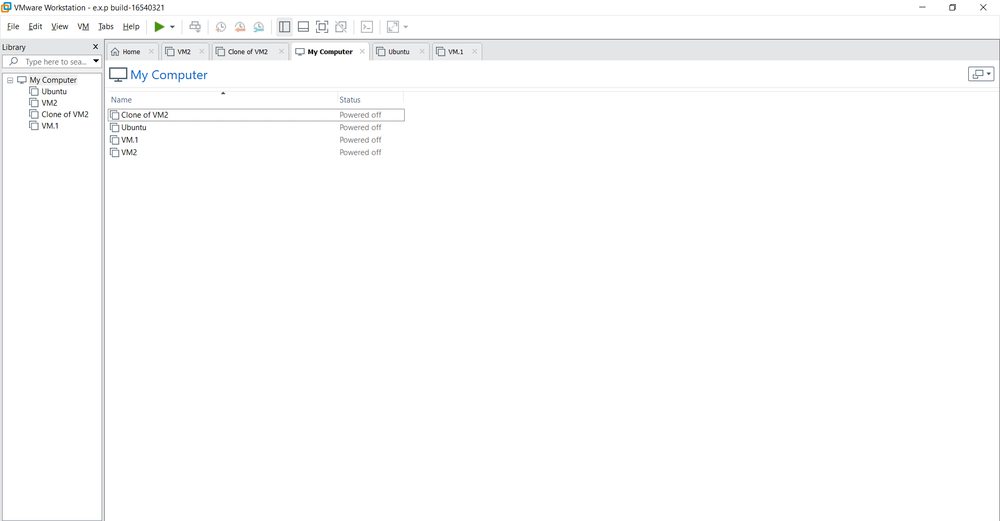 VMware Workstation - e.x.p build-16540321
File Edit View VM Tabs Help
Library
Type here to sea...
My Computer
Ubuntu
VM2
Clone of VM2
VM.1
Home VM2 Clone of VM2 My Computer Ubuntu VM.1
My Computer
Name Status
Clone of VM2 Powered off
Ubuntu Powered off
VM.1 Powered off
VM2 Powered off